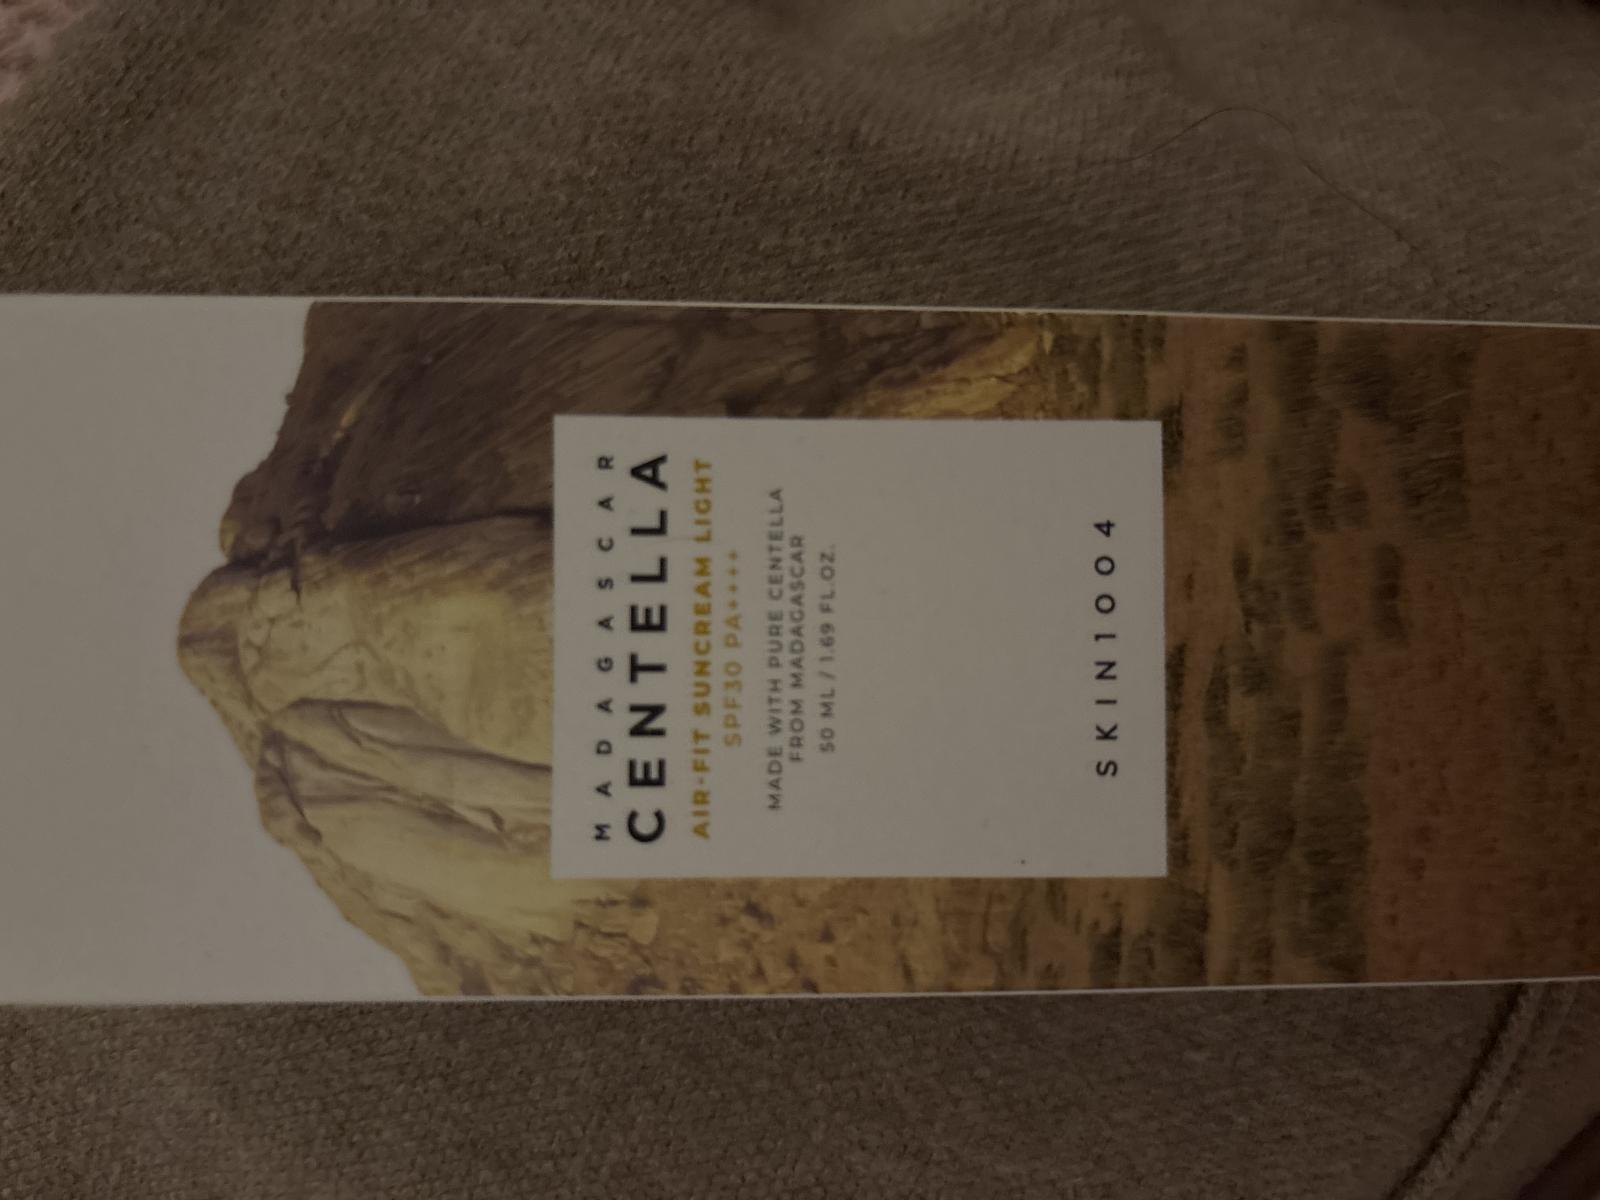 MADAGASCAR
CENTELLA
AIR-FIT SUNCREAM LIGHT
SPF30 PA++++
MADE WITH PURE CENTELLA
FROM MADAGASCAR
50 ML / 1.69 FL.OZ.
SKIN1004